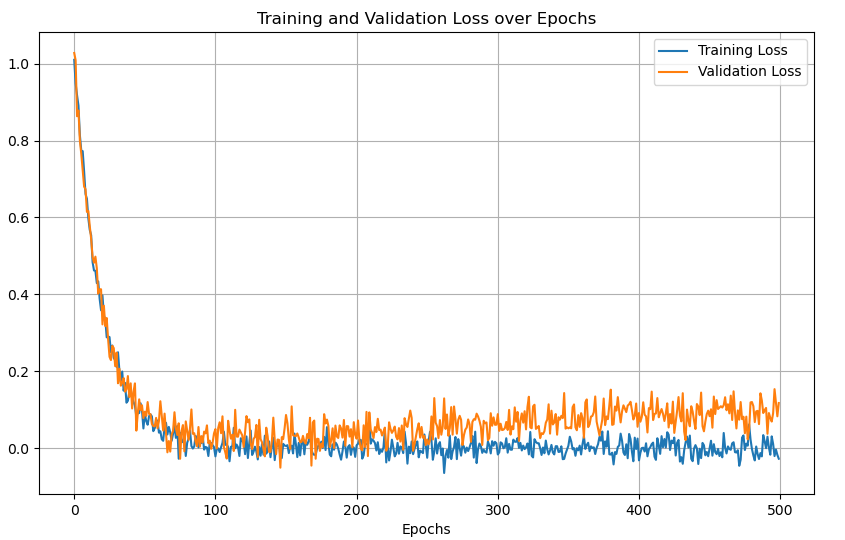 Training and Validation Loss over Epochs
Training Loss
Validation Loss
1.0
0.8
0.6
0.4
0.2
0.0
0 100 200 300 400 500
Epochs